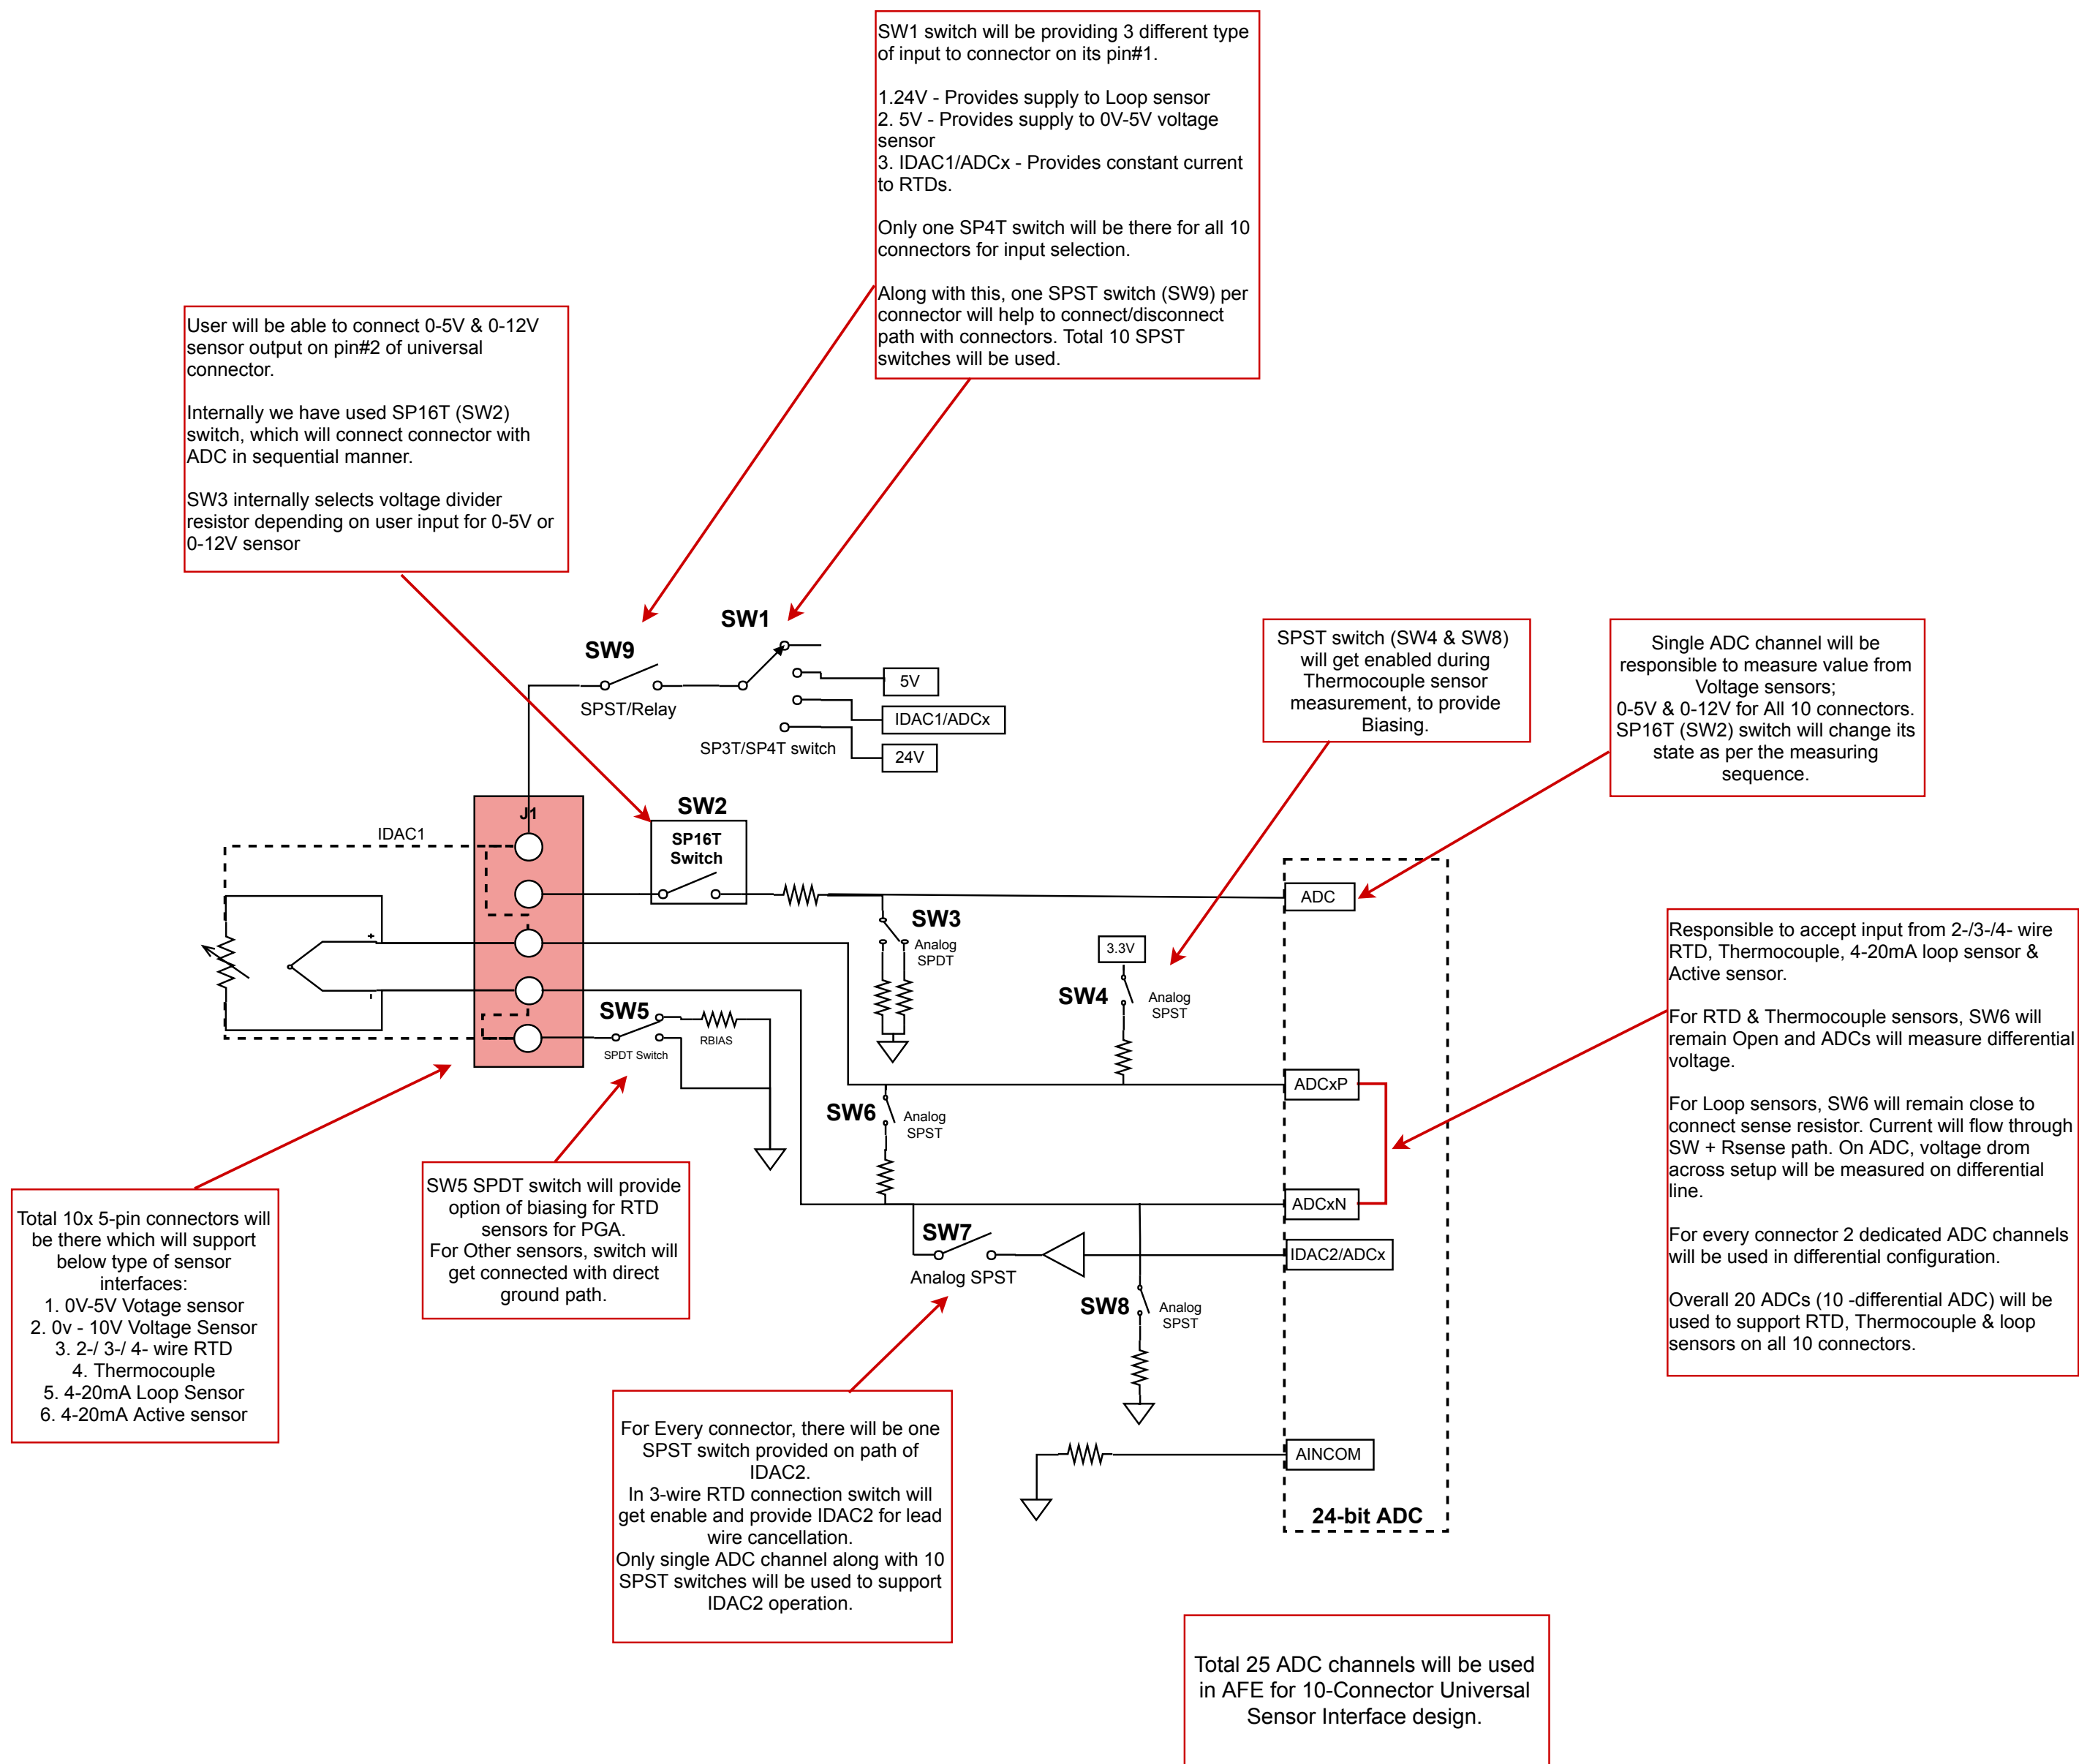 SW1 switch will be providing 3 different type
of input to connector on its pin#1.
1.24V - Provides supply to Loop sensor
2. 5V - Provides supply to 0V-5V voltage
sensor
3. IDAC1/ADCx - Provides constant current
to RTDs.
Only one SP4T switch will be there for all 10
connectors for input selection.
Along with this, one SPST switch (SW9) per
connector will help to connect/disconnect
path with connectors. Total 10 SPST
switches will be used.
User will be able to connect 0-5V & 0-12V
sensor output on pin#2 of universal
connector.
Internally we have used SP16T (SW2)
switch, which will connect connector with
ADC in sequential manner.
SW3 internally selects voltage divider
resistor depending on user input for 0-5V or
0-12V sensor
SW1
SW9
SPST/Relay
5V
IDAC1/ADCx
SP3T/SP4T switch
24V
SPST switch (SW4 & SW8)
will get enabled during
Thermocouple sensor
measurement, to provide
Biasing.
Single ADC channel will be
responsible to measure value from
Voltage sensors;
0-5V & 0-12V for All 10 connectors.
SP16T (SW2) switch will change its
state as per the measuring
sequence.
J1
IDAC1
SW2
SP16T
Switch
ADC
SW3
Analog
SPDT
+
-
3.3V
SW4
Analog
SPST
SW5
SPDT Switch
RBIAS
ADCxP
SW6
Analog
SPST
ADCxN
SW7
Analog SPST
IDAC2/ADCx
SW8
Analog
SPST
AINCOM
24-bit ADC
Responsible to accept input from 2-/3-/4- wire
RTD, Thermocouple, 4-20mA loop sensor &
Active sensor.
For RTD & Thermocouple sensors, SW6 will
remain Open and ADCs will measure differential
voltage.
For Loop sensors, SW6 will remain close to
connect sense resistor. Current will flow through
SW + Rsense path. On ADC, voltage drom
across setup will be measured on differential
line.
For every connector 2 dedicated ADC channels
will be used in differential configuration.
Overall 20 ADCs (10 -differential ADC) will be
used to support RTD, Thermocouple & loop
sensors on all 10 connectors.
Total 10x 5-pin connectors will
be there which will support
below type of sensor
interfaces:
1. 0V-5V Votage sensor
2. 0v - 10V Voltage Sensor
3. 2-/ 3-/ 4- wire RTD
4. Thermocouple
5. 4-20mA Loop Sensor
6. 4-20mA Active sensor
SW5 SPDT switch will provide
option of biasing for RTD
sensors for PGA.
For Other sensors, switch will
get connected with direct
ground path.
For Every connector, there will be one
SPST switch provided on path of
IDAC2.
In 3-wire RTD connection switch will
get enable and provide IDAC2 for lead
wire cancellation.
Only single ADC channel along with 10
SPST switches will be used to support
IDAC2 operation.
Total 25 ADC channels will be used
in AFE for 10-Connector Universal
Sensor Interface design.